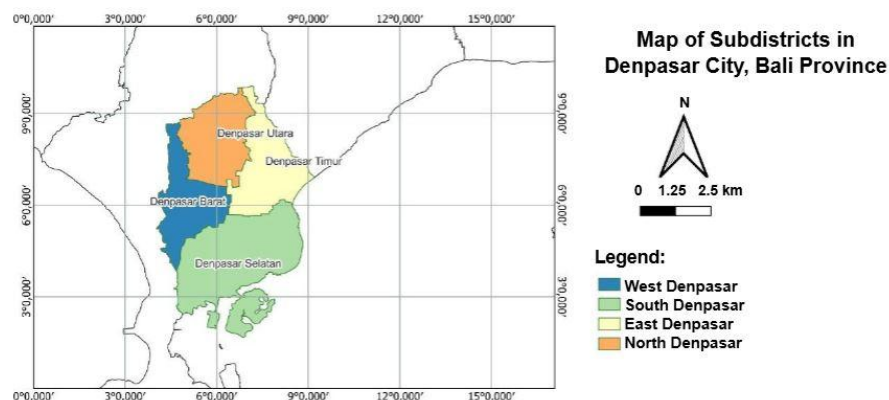 0°0,000' 3°0,000' 6°0,000' 9°0,000' 12°0,000' 15°0,000'
Map of Subdistricts in
Denpasar City, Bali Province
9°0,000' 9°0,000'
N
Denpasar Utara
Denpasar Timur
0 1.25 2.5 km
Denpasar Barat
6°0,000' 6°0,000'
Legend:
Denpasar Selatan
West Denpasar
3°0,000' 3°0,000'
South Denpasar
East Denpasar
North Denpasar
0°0,000' 3°0,000' 6°0,000' 9°0,000' 12°0,000' 15°0,000'